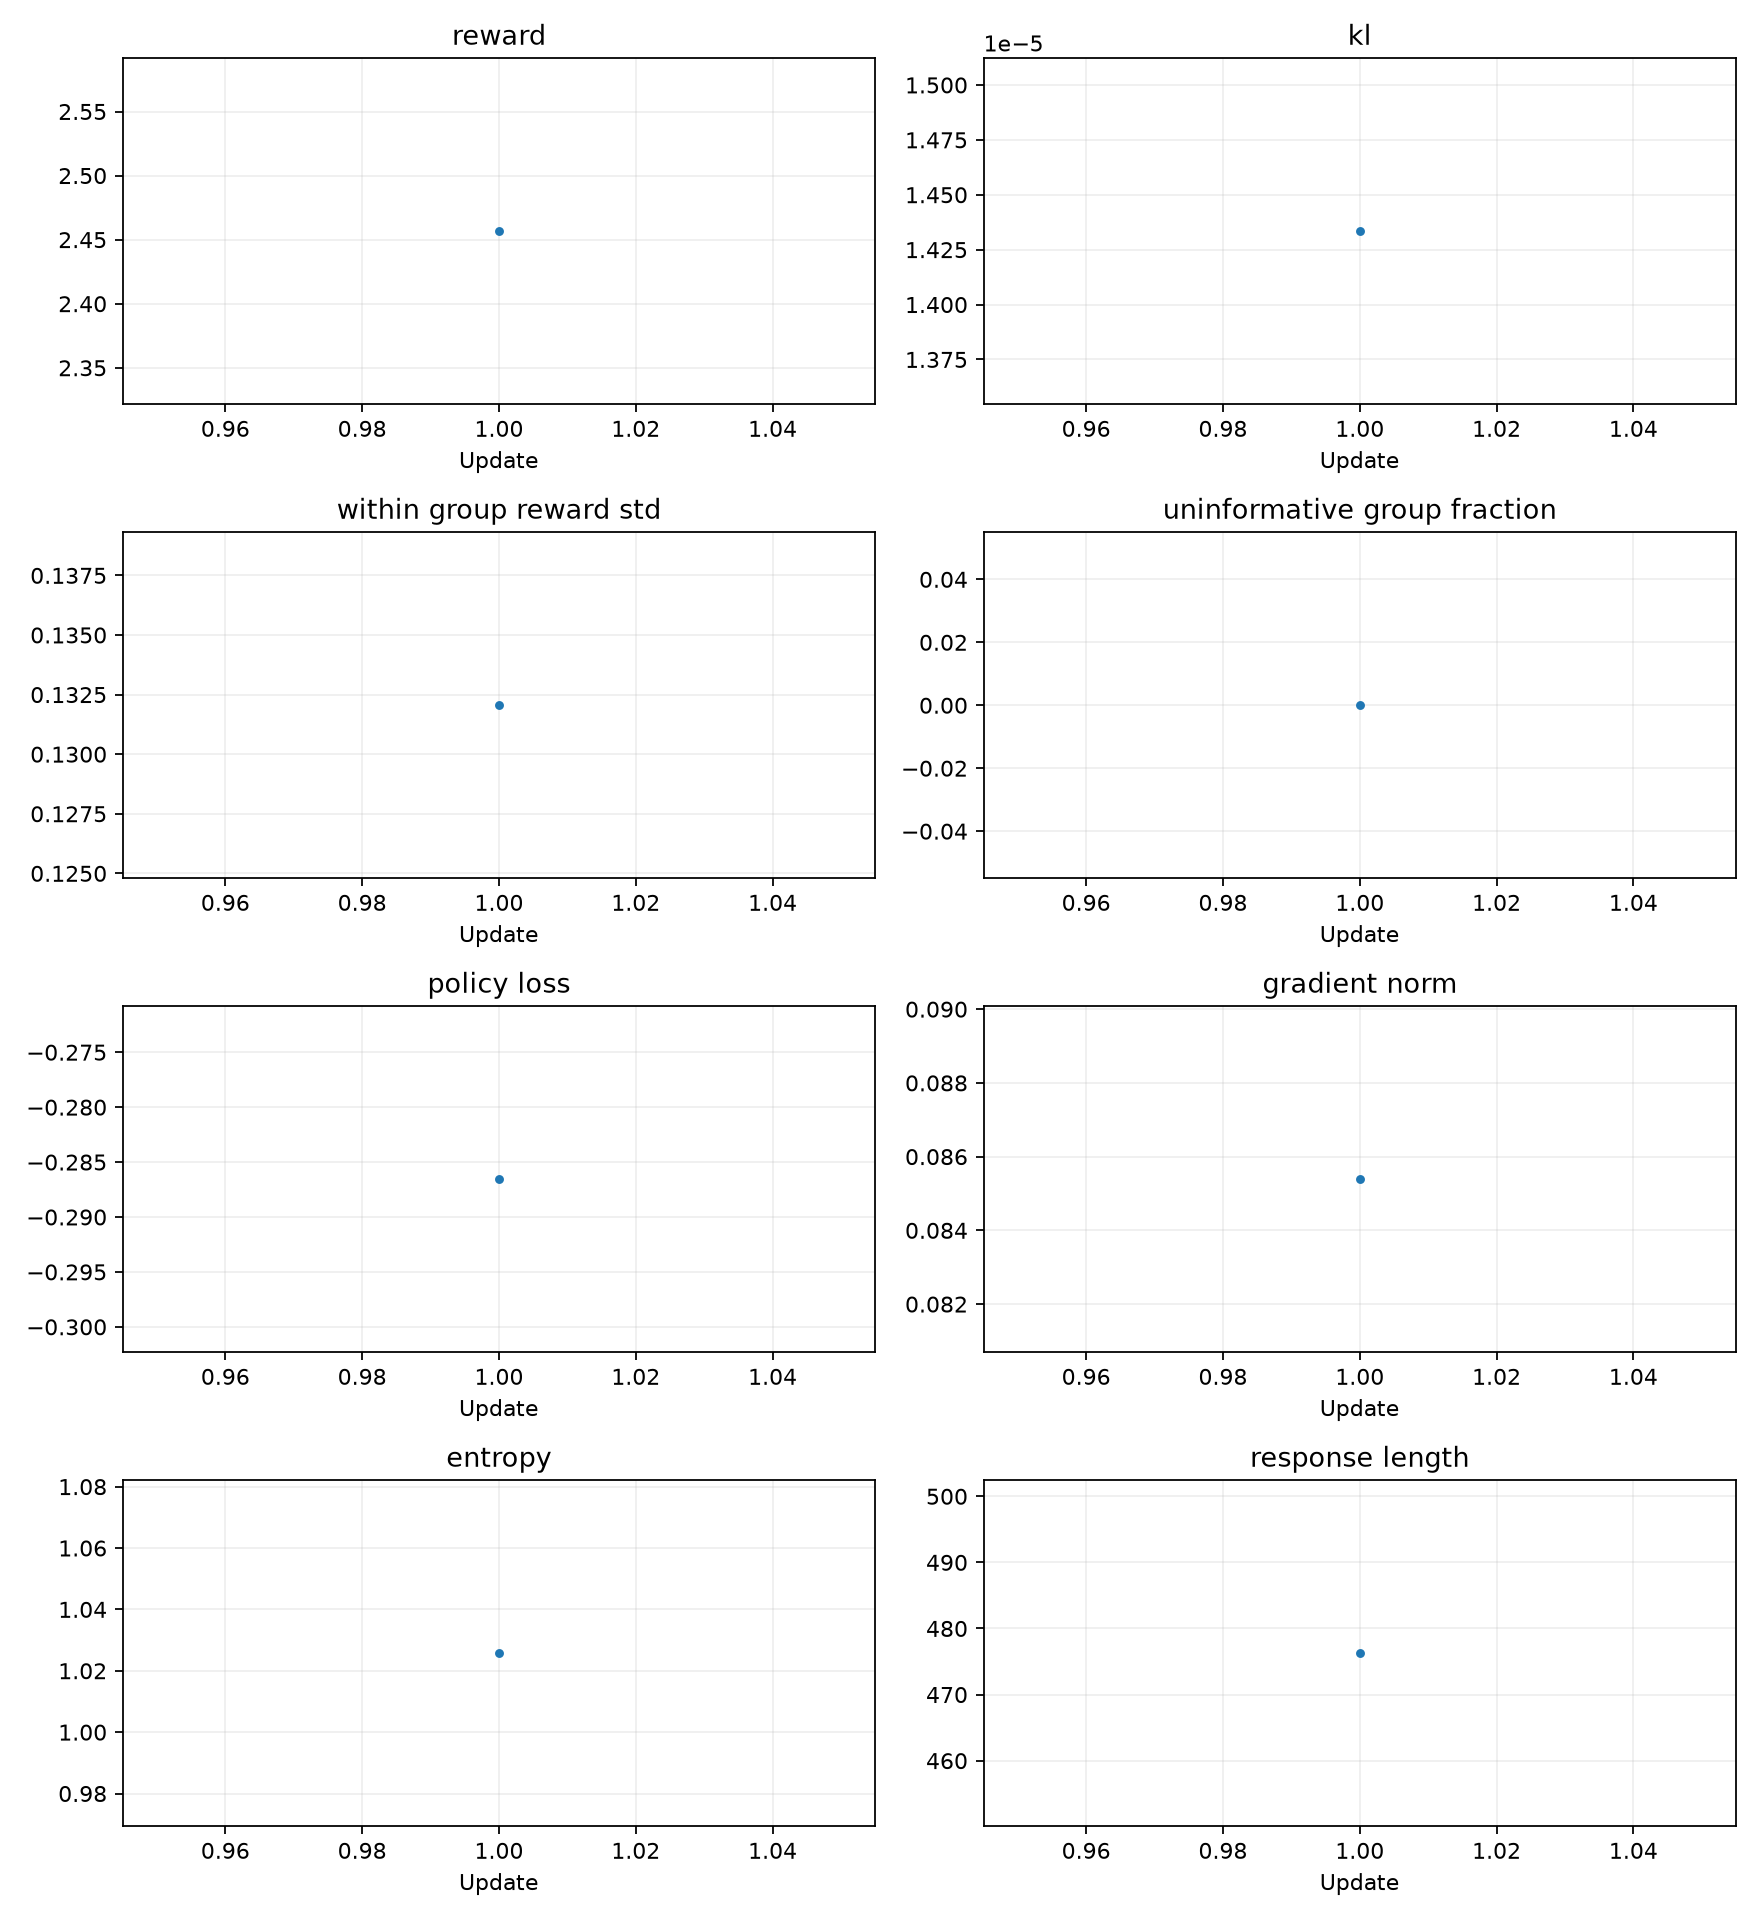 reward
2.55
2.50
2.45
2.40
2.35
0.96 0.98 1.00 1.02 1.04
Update
kl
1e−5
1.500
1.475
1.450
1.425
1.400
1.375
0.96 0.98 1.00 1.02 1.04
Update
within group reward std
0.1375
0.1350
0.1325
0.1300
0.1275
0.1250
0.96 0.98 1.00 1.02 1.04
Update
uninformative group fraction
0.04
0.02
0.00
−0.02
−0.04
0.96 0.98 1.00 1.02 1.04
Update
policy loss
−0.275
−0.280
−0.285
−0.290
−0.295
−0.300
0.96 0.98 1.00 1.02 1.04
Update
gradient norm
0.090
0.088
0.086
0.084
0.082
0.96 0.98 1.00 1.02 1.04
Update
entropy
1.08
1.06
1.04
1.02
1.00
0.98
0.96 0.98 1.00 1.02 1.04
Update
response length
500
490
480
470
460
0.96 0.98 1.00 1.02 1.04
Update